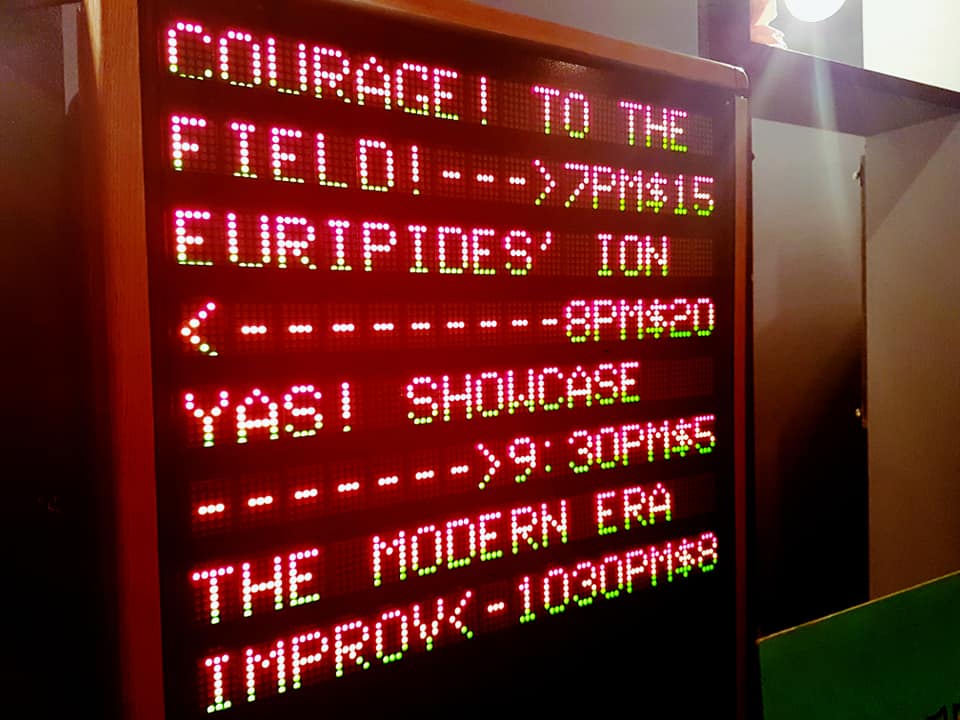 COURAGE! TO THE
FIELD!--->7PM$15
EURIPIDES' ION
<---------8PM$20
YAS! SHOWCASE
------>9:30PM$5
THE MODERN ERA
IMPROV<-1030PM$8